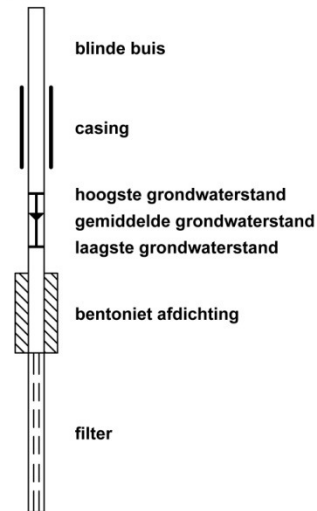 blinde buis
casing
hoogste grondwaterstand
gemiddelde grondwaterstand
laagste grondwaterstand
bentoniet afdichting
filter